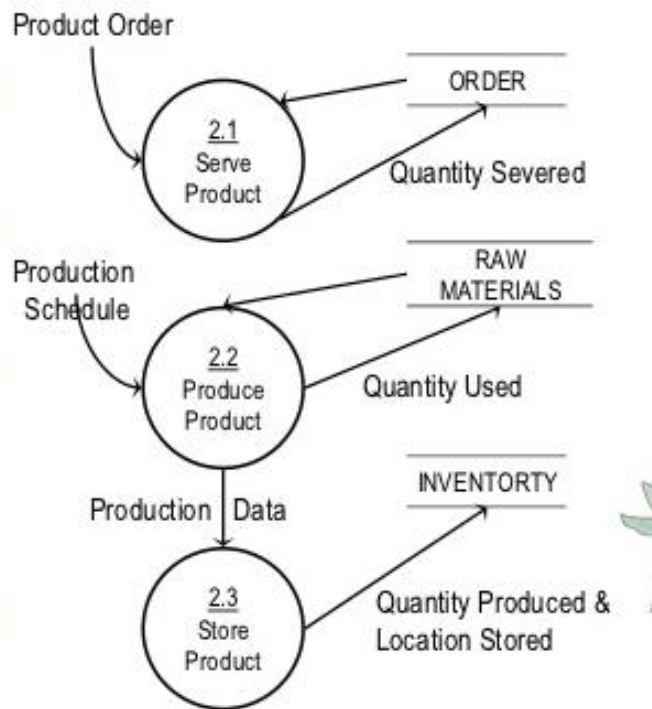 Product Order
ORDER
2.1
Serve
Product
Quantity Severed
Production
Schedule
RAW
MATERIALS
2.2
Produce
Product
Quantity Used
INVENTORTY
Production Data
2.3
Store
Product
Quantity Produced &
Location Stored